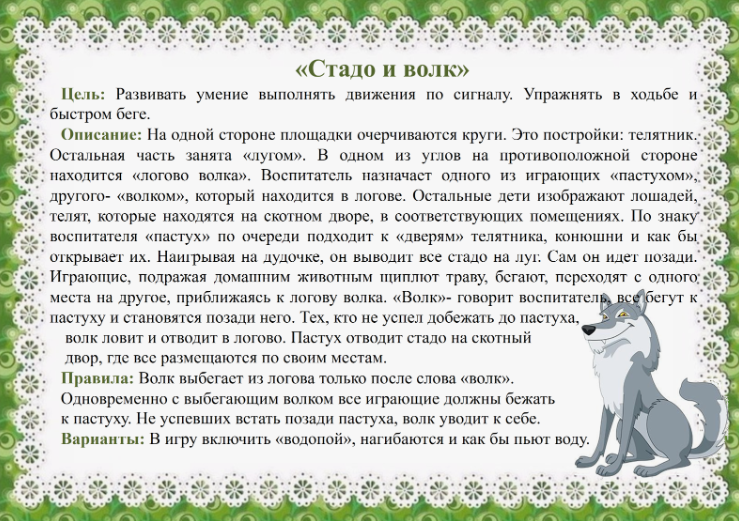 «Стадо и волк»
Цель: Развивать умение выполнять движения по сигналу. Упражнять в ходьбе и
быстром беге.
Описание: На одной стороне площадки очерчиваются круги. Это постройки: телятник.
Остальная часть занята «лугом». В одном из углов на противоположной стороне
находится «логово волка». Воспитатель назначает одного из играющих «пастухом»,
другого- «волком», который находится в логове. Остальные дети изображают лошадей,
телят, которые находятся на скотном дворе, в соответствующих помещениях. По знаку
воспитателя «пастух» по очереди подходит к «дверям» телятника, конюшни и как бы
открывает их. Наигрывая на дудочке, он выводит все стадо на луг. Сам он идет позади.
Играющие, подражая домашним животным щиплют траву, бегают, переходят с одного
места на другое, приближаясь к логову волка. «Волк»- говорит воспитатель, все бегут к
пастуху и становятся позади него. Тех, кто не успел добежать до пастуха,
волк ловит и отводит в логово. Пастух отводит стадо на скотный
двор, где все размещаются по своим местам.
Правила: Волк выбегает из логова только после слова «волк».
Одновременно с выбегающим волком все играющие должны бежать
к пастуху. Не успевших встать позади пастуха, волк уводит к себе.
Варианты: В игру включить «водопой», нагибаются и как бы пьют воду.